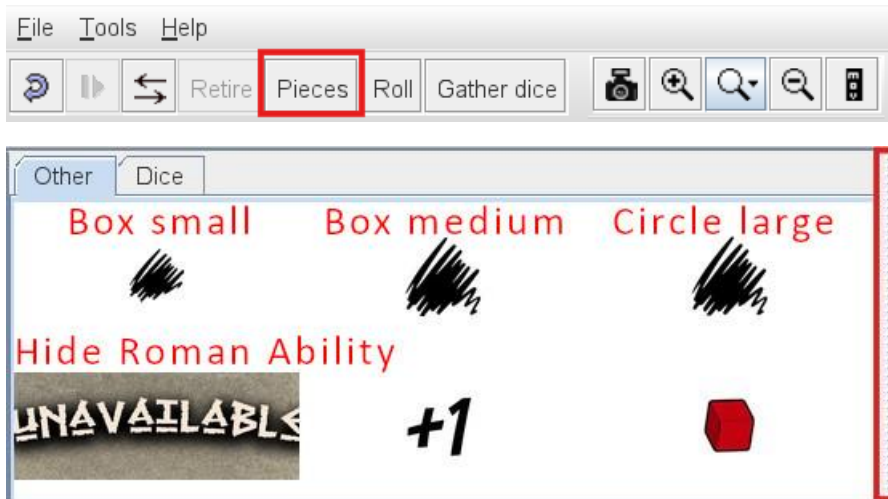 File Tools Help
Retire Pieces Roll Gather dice
Other Dice
Box small Box medium Circle large
Hide Roman Ability
UNAVAILABLE +1